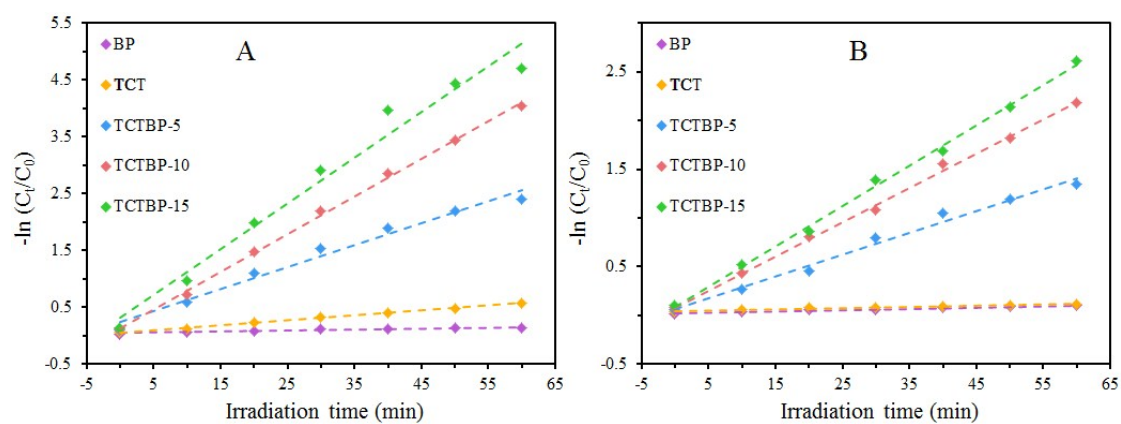 A
-ln (Ct/C0)
5.5
4.5
3.5
2.5
1.5
0.5
-0.5
BP
TCT
TCTBP-5
TCTBP-10
TCTBP-15
-5 5 15 25 35 45 55 65
Irradiation time (min)
B
-ln (Ct/C0)
2.5
1.5
0.5
-0.5
BP
TCT
TCTBP-5
TCTBP-10
TCTBP-15
-5 5 15 25 35 45 55 65
Irradiation time (min)